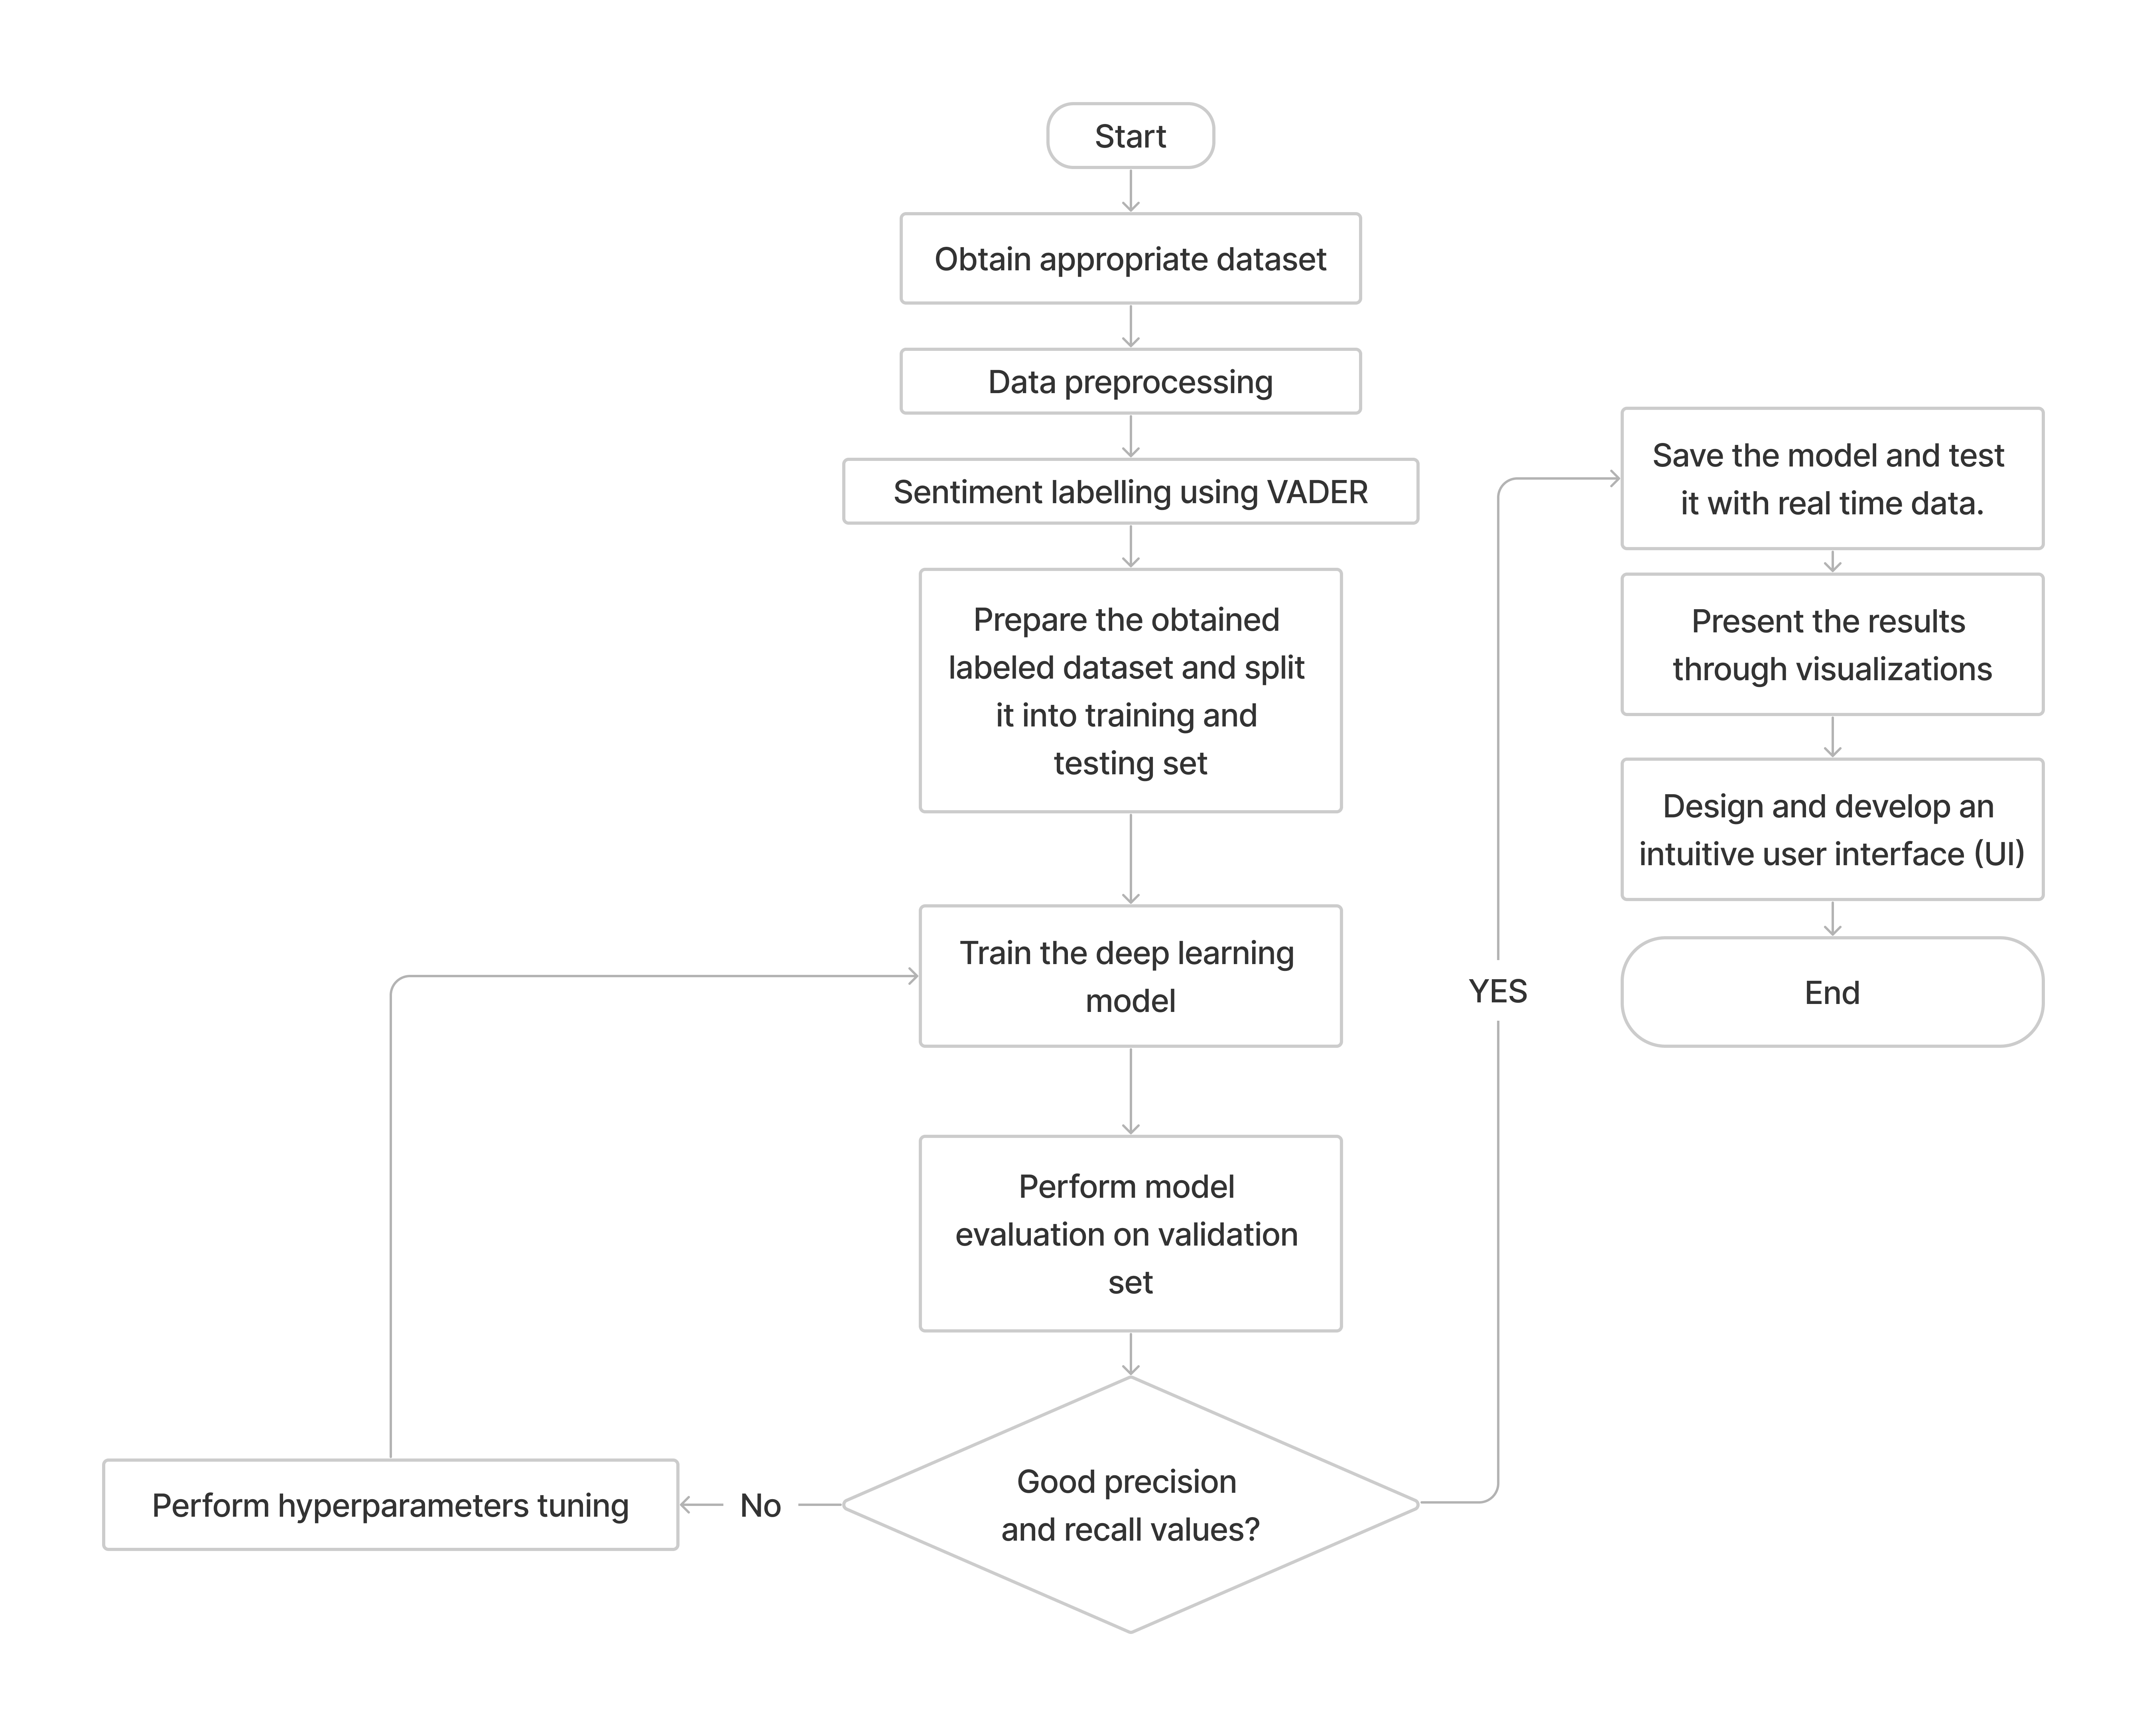 Start
Obtain appropriate dataset
Data preprocessing
Sentiment labelling using VADER
Prepare the obtained
labeled dataset and split
it into training and
testing set
Train the deep learning
model
Perform model
evaluation on validation
set
Good precision
and recall values?
No
Perform hyperparameters tuning
YES
Save the model and test
it with real time data.
Present the results
through visualizations
Design and develop an
intuitive user interface (UI)
End